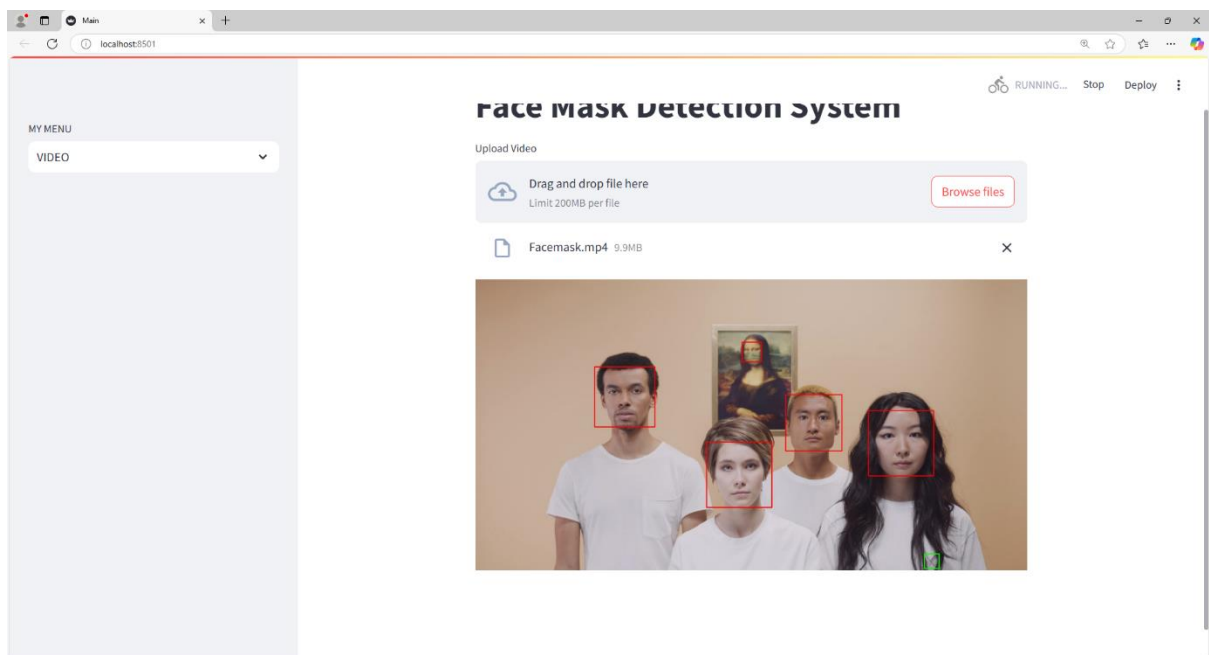 Main
localhost:8501
RUNNING...
Stop
Deploy
MY MENU
VIDEO
Face Mask Detection System
Upload Video
Drag and drop file here
Limit 200MB per file
Browse files
Facemask.mp4 9.9MB